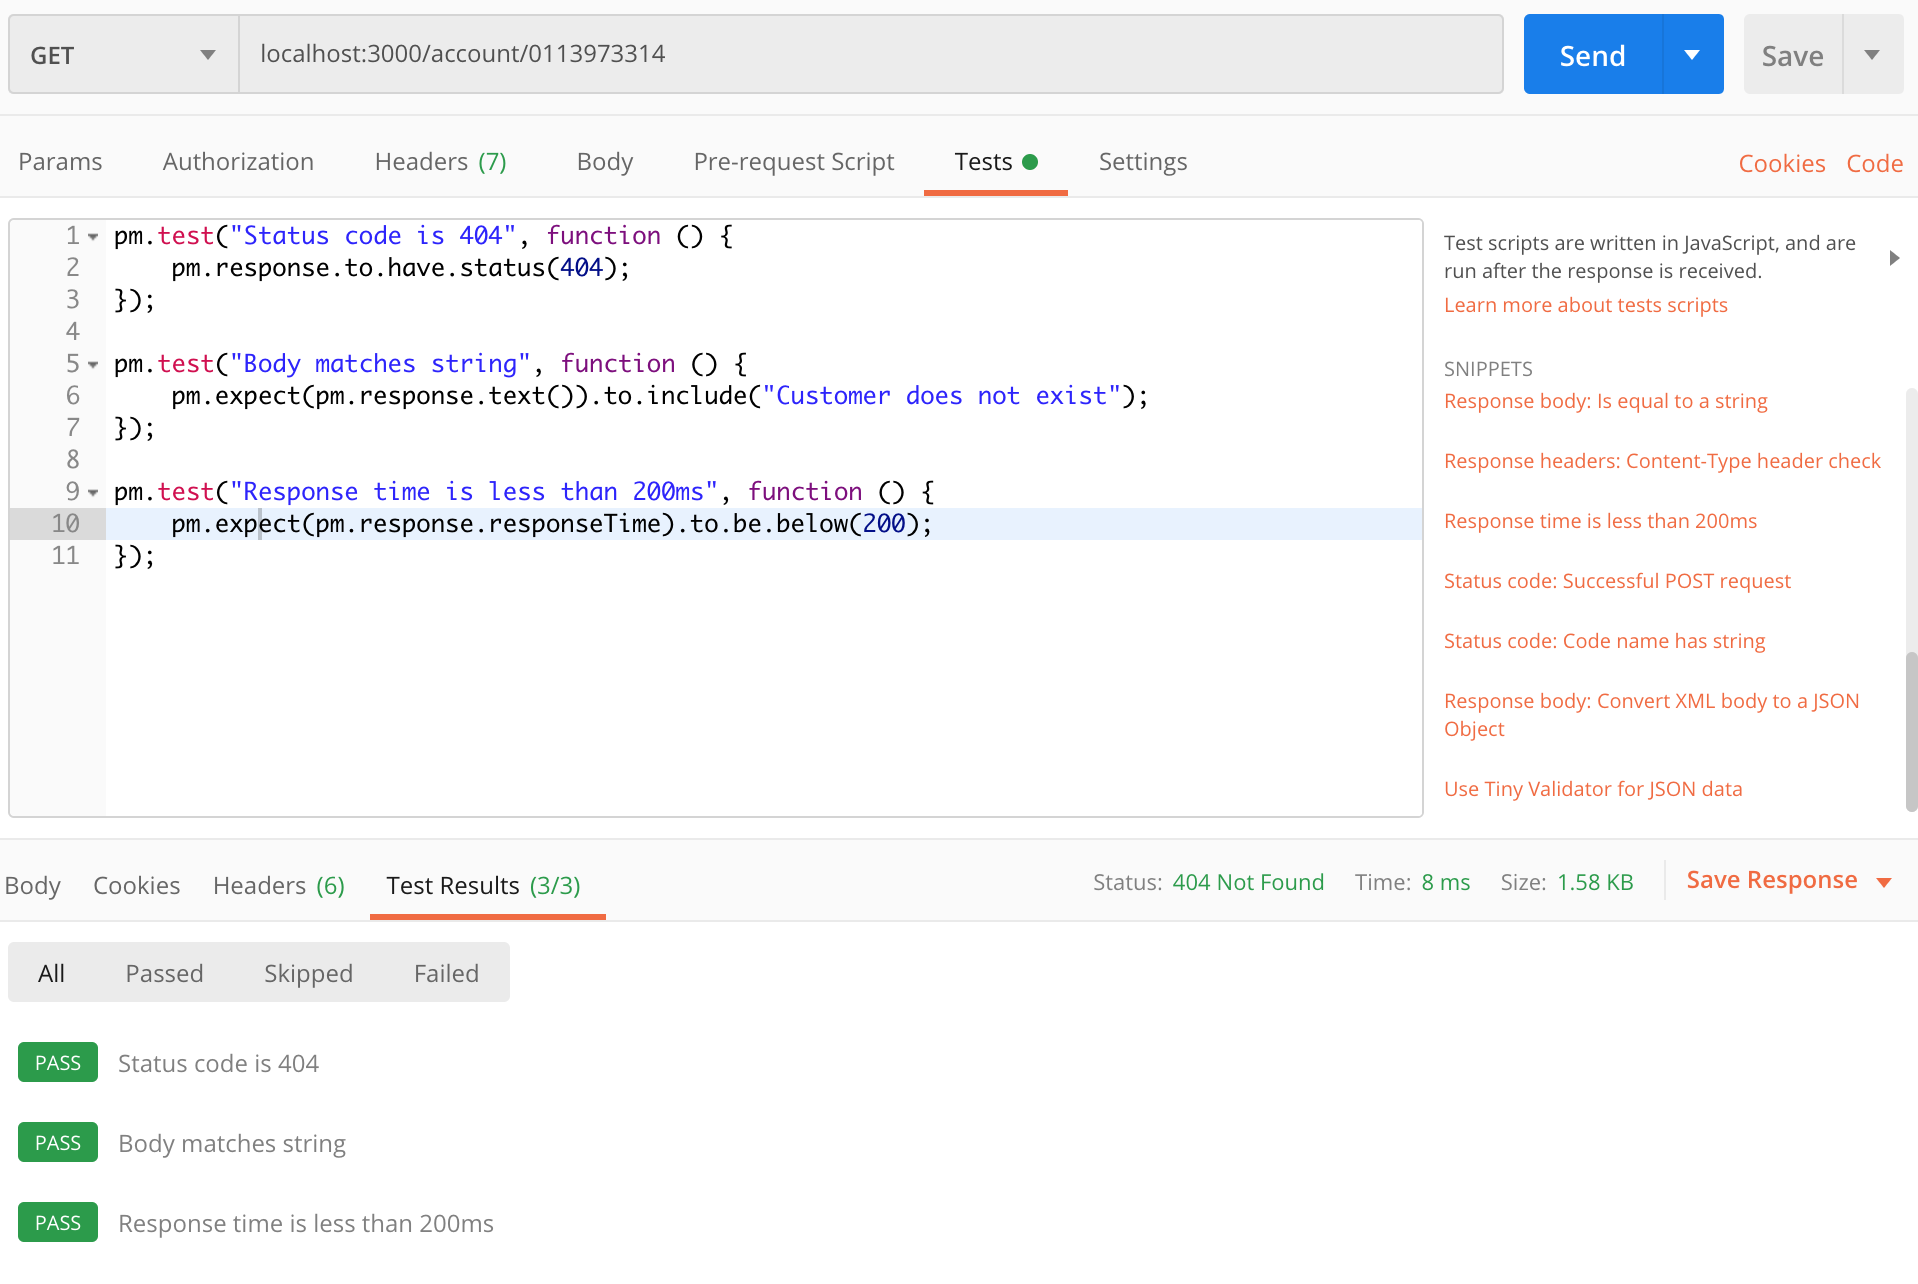 GET
localhost:3000/account/0113973314
Send
Save
Params
Authorization
Headers (7)
Body
Pre-request Script
Tests
Settings
Cookies
Code
1 pm.test("Status code is 404", function () {
2 pm.response.to.have.status(404);
3 });
4
5 pm.test("Body matches string", function () {
6 pm.expect(pm.response.text()).to.include("Customer does not exist");
7 });
8
9 pm.test("Response time is less than 200ms", function () {
10 pm.expect(pm.response.responseTime).to.be.below(200);
11 });
Test scripts are written in JavaScript, and are
run after the response is received.
Learn more about tests scripts
SNIPPETS
Response body: Is equal to a string
Response headers: Content-Type header check
Response time is less than 200ms
Status code: Successful POST request
Status code: Code name has string
Response body: Convert XML body to a JSON
Object
Use Tiny Validator for JSON data
Body
Cookies
Headers (6)
Test Results (3/3)
Status: 404 Not Found
Time: 8 ms
Size: 1.58 KB
Save Response
All
Passed
Skipped
Failed
PASS Status code is 404
PASS Body matches string
PASS Response time is less than 200ms